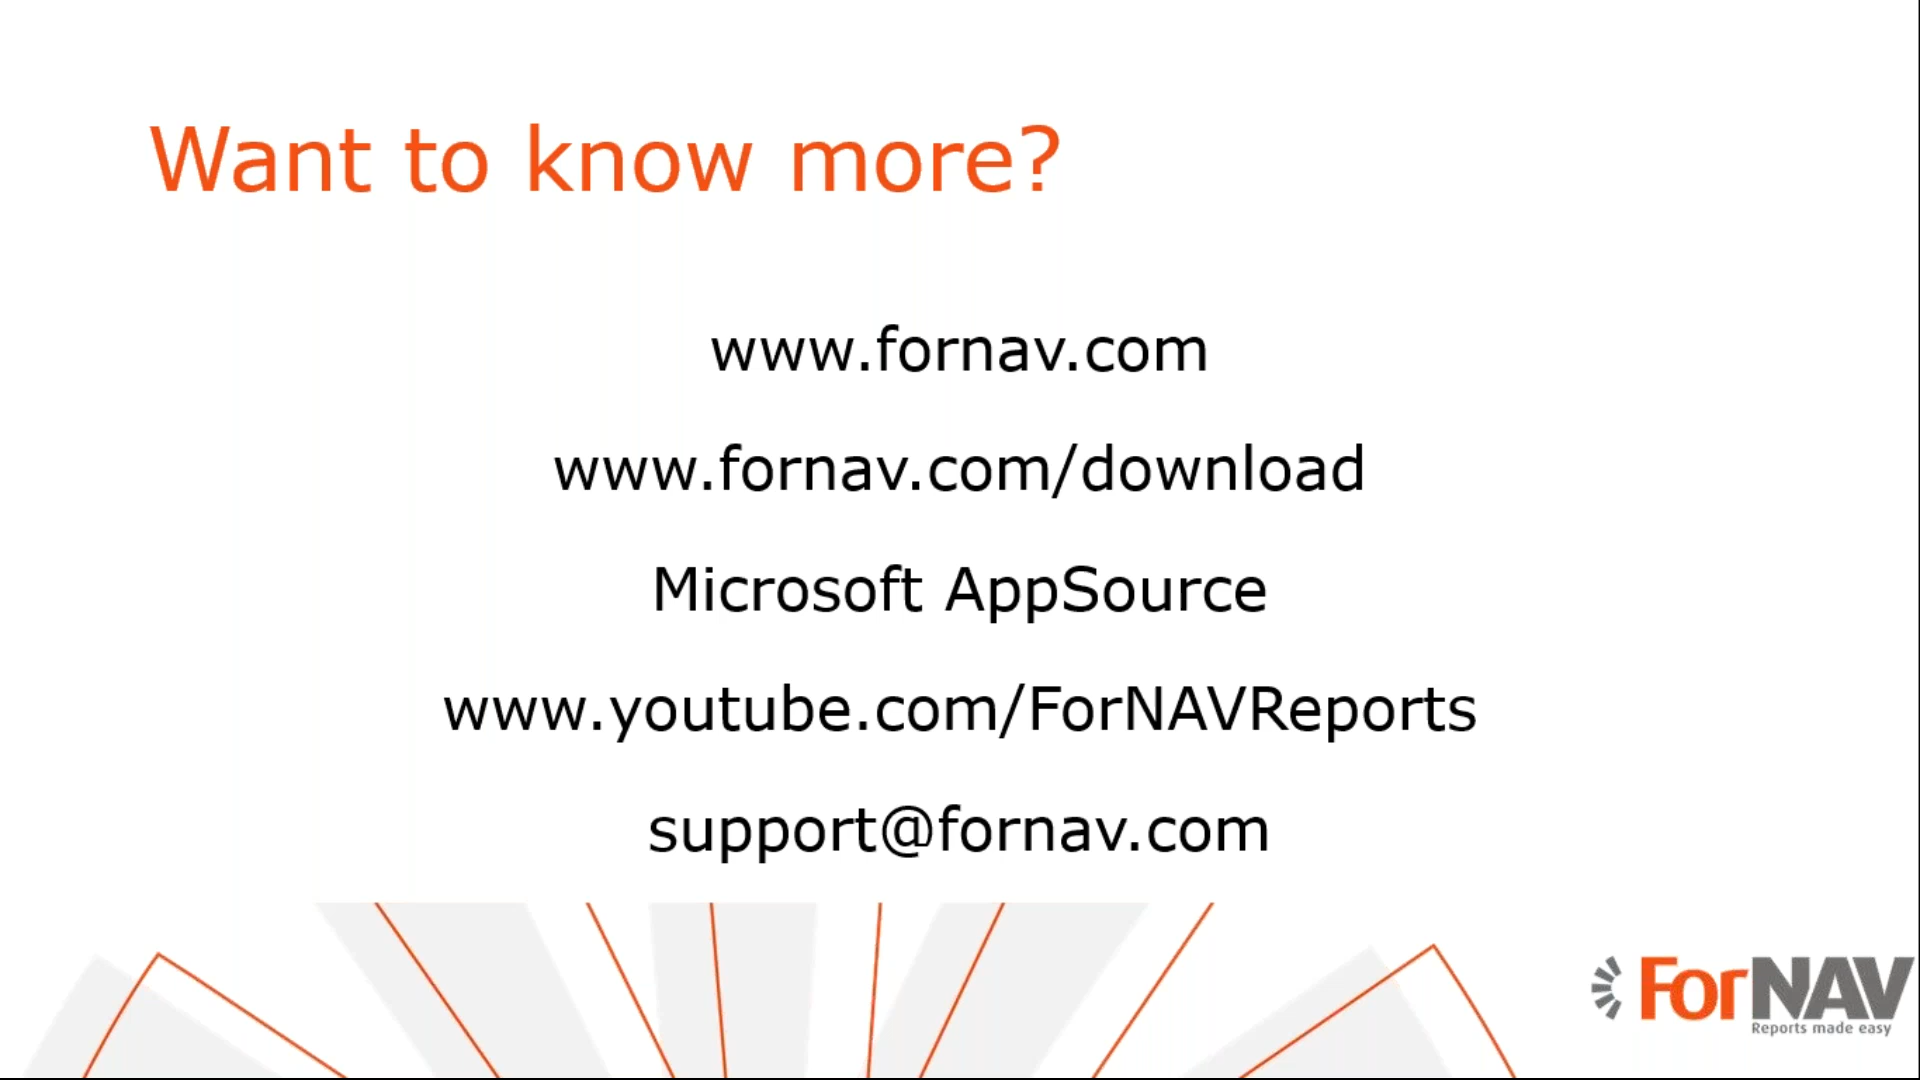 Want to know more?
www.fornav.com
www.fornav.com/download
Microsoft AppSource
www.youtube.com/ForNAVReports
support@fornav.com
ForNAV
Reports made easy